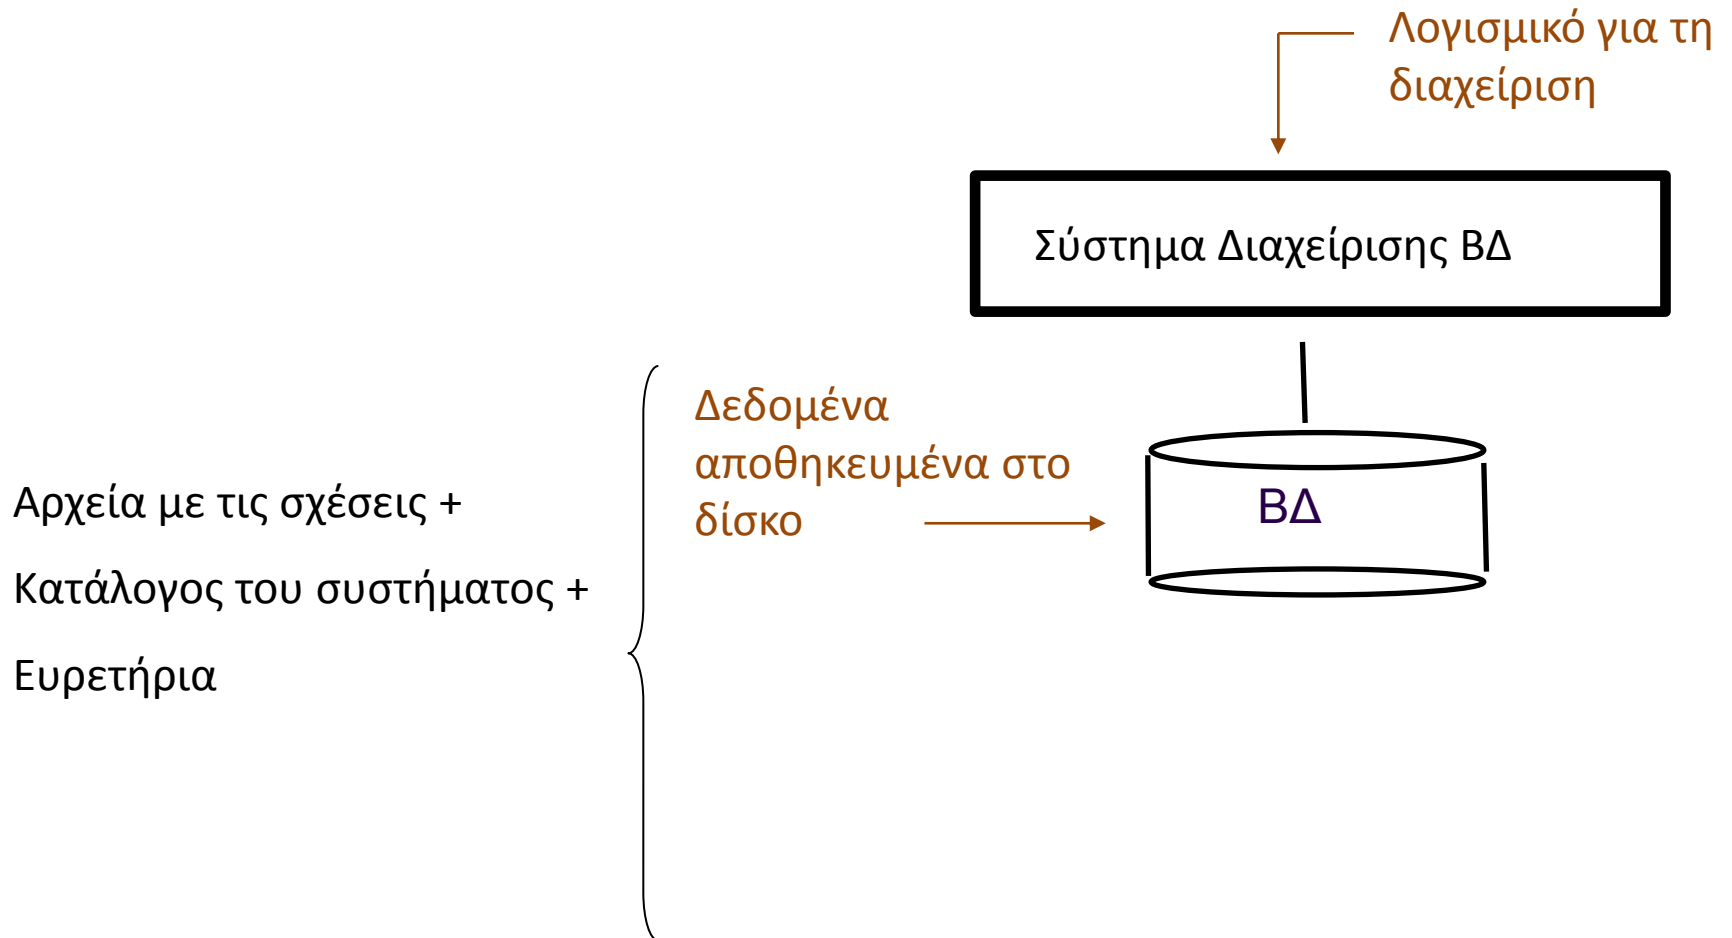 Λογισμικό για τη
διαχείριση
Σύστημα Διαχείρισης ΒΔ
Δεδομένα
αποθηκευμένα στο
δίσκο
ΒΔ
Αρχεία με τις σχέσεις +
Κατάλογος του συστήματος +
Ευρετήρια